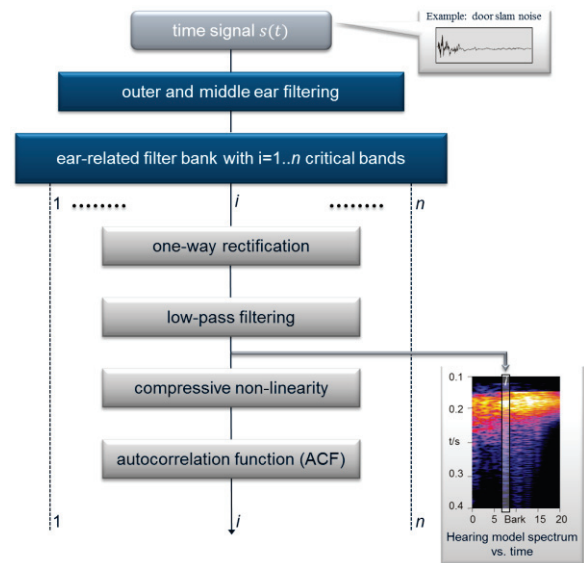 time signal s(t)
Example: door slam noise
outer and middle ear filtering
ear-related filter bank with i=1..n critical bands
1 ........ i ........ n
one-way rectification
low-pass filtering
compressive non-linearity
autocorrelation function (ACF)
1 i n
i
0.1
0.2
t/s
0.3
0.4
0 5 Bark 15 20
Hearing model spectrum
vs. time